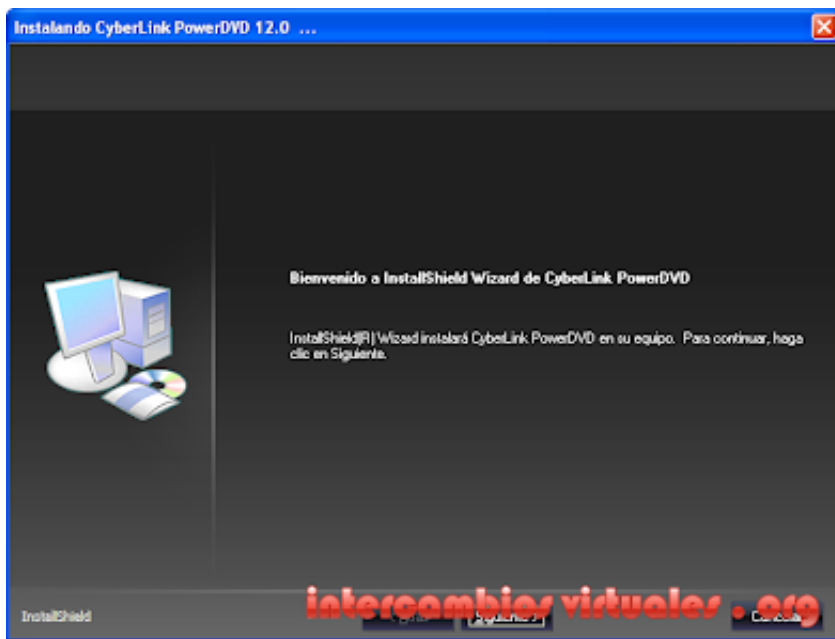 Instalando CyberLink PowerDVD 12.0 ...
Bienvenido a InstallShield Wizard de CyberLink PowerDVD
InstallShield(R) Wizard instalará CyberLink PowerDVD en su equipo. Para continuar, haga
clic en Siguiente.
InstallShield
intercambios virtuales . org
Siguiente >